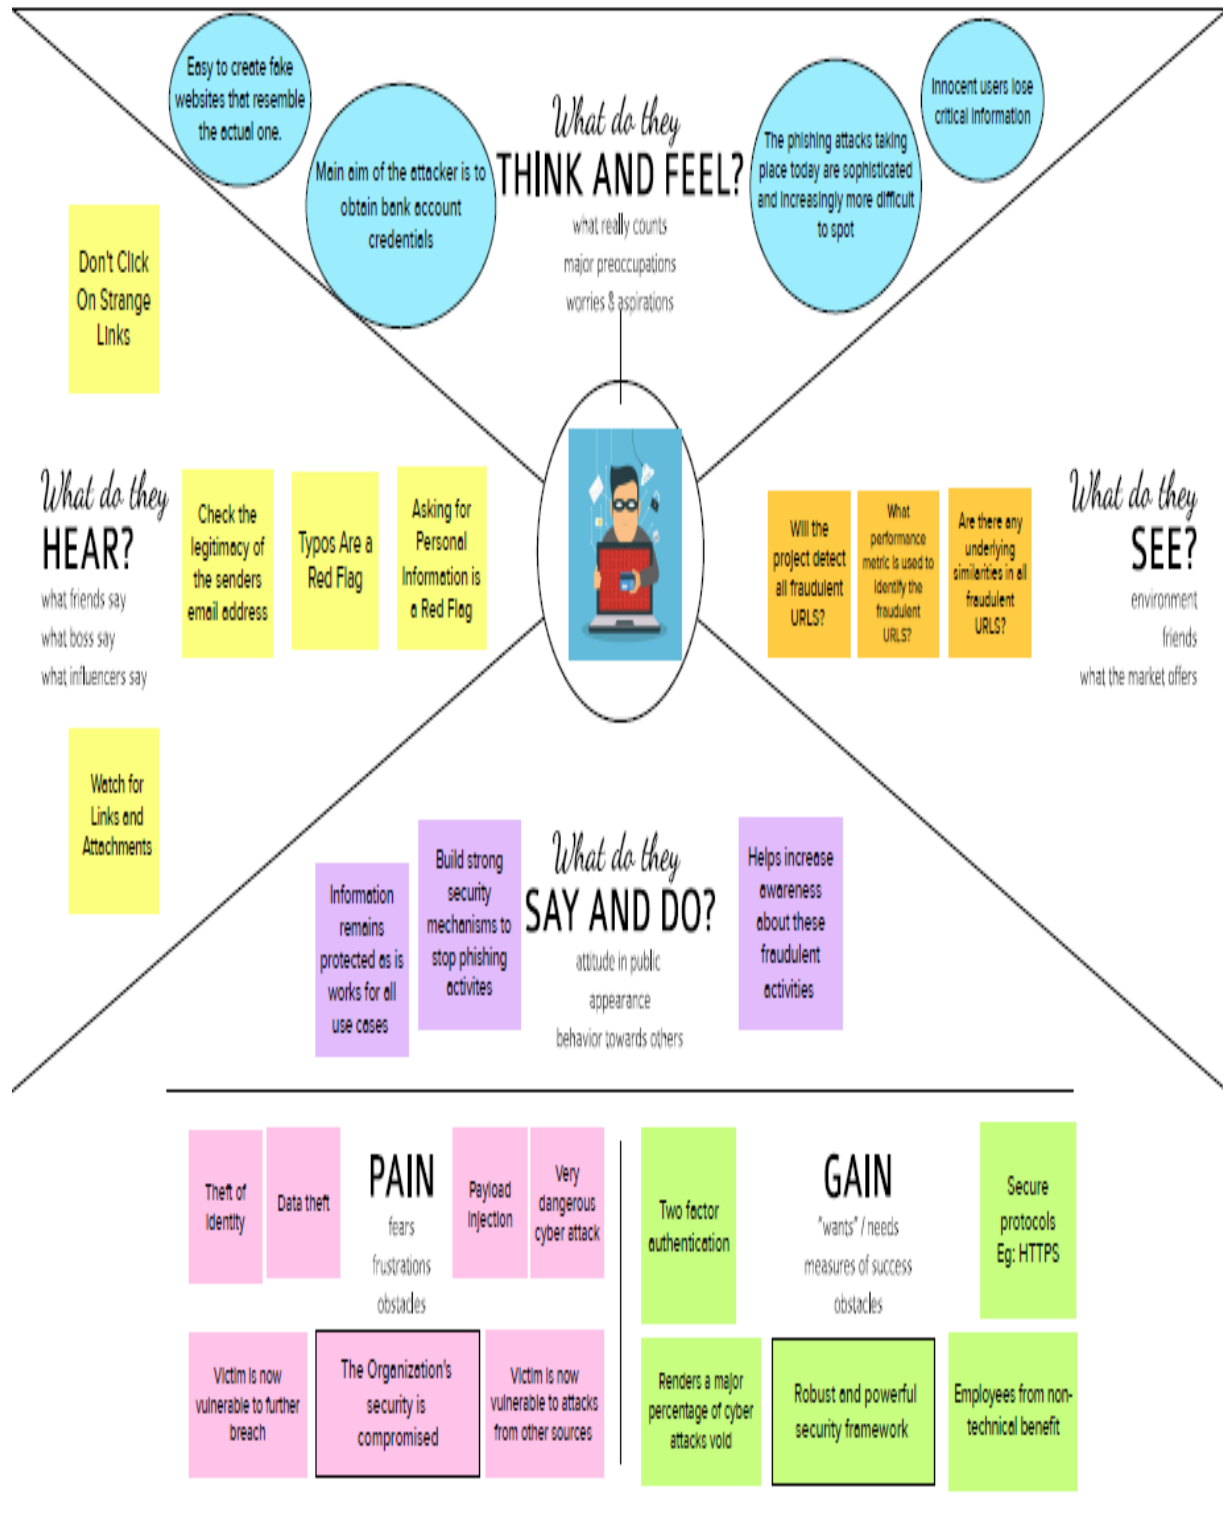 Easy to create fake
websites that resemble
the actual one.
Main aim of the attacker is to
obtain bank account
credentials
What do they
THINK AND FEEL?
what really counts
major preoccupations
worries & aspirations
The phishing attacks taking
place today are sophisticated
and increasingly more difficult
to spot
Innocent users lose
critical information
Don't Click
On Strange
Links
What do they
HEAR?
what friends say
what boss say
what influencers say
Check the
legitimacy of
the senders
email address
Typos Are a
Red Flag
Asking for
Personal
Information is
a Red Flag
Watch for
Links and
Attachments
Will the
project detect
all fraudulent
URLS?
What
performance
metric is used to
identify the
fraudulent
URLS?
Are there any
underlying
similarities in all
fraudulent
URLS?
What do they
SEE?
environment
friends
what the market offers
Information
remains
protected as is
works for all
use cases
Build strong
security
mechanisms to
stop phishing
activites
What do they
SAY AND DO?
attitude in public
appearance
behavior towards others
Helps increase
awareness
about these
fraudulent
activities
Theft of
Identity
Data theft
PAIN
fears
frustrations
obstacles
Payload
Injection
Very
dangerous
cyber attack
Victim is now
vulnerable to further
breach
The Organization's
security is
compromised
Victim is now
vulnerable to attacks
from other sources
Two factor
authentication
GAIN
"wants" / needs
measures of success
obstacles
Secure
protocols
Eg: HTTPS
Renders a major
percentage of cyber
attacks void
Robust and powerful
security framework
Employees from non-
technical benefit